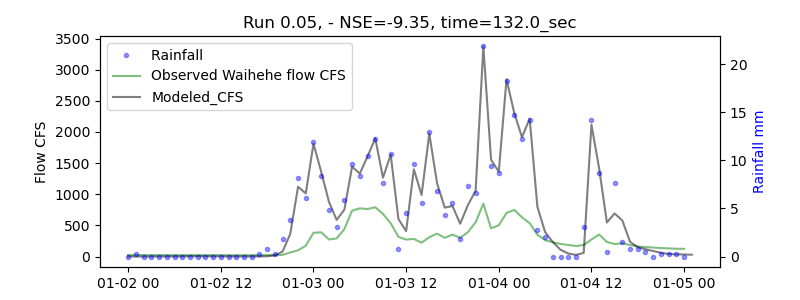 Run 0.05, - NSE=-9.35, time=132.0_sec
Rainfall
Observed Waihehe flow CFS
Modeled_CFS
Flow CFS
3500
3000
2500
2000
1500
1000
500
0
Rainfall mm
20
15
10
5
0
01-02 00 01-02 12 01-03 00 01-03 12 01-04 00 01-04 12 01-05 00